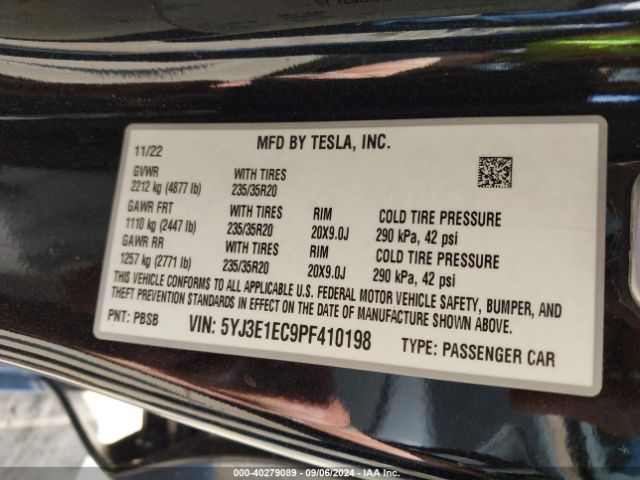 MFD BY TESLA, INC.
11/22
GVWR WITH TIRES
2212 kg (4877 lb) 235/35R20
GAWR FRT WITH TIRES RIM COLD TIRE PRESSURE
1110 kg (2447 lb) 235/35R20 20X9.0J 290 kPa, 42 psi
GAWR RR WITH TIRES RIM COLD TIRE PRESSURE
1257 kg (2771 lb) 235/35R20 20X9.0J 290 kPa, 42 psi
THIS VEHICLE CONFORMS TO ALL APPLICABLE U.S. FEDERAL MOTOR VEHICLE SAFETY, BUMPER, AND
THEFT PREVENTION STANDARDS IN EFFECT ON THE DATE OF MANUFACTURE SHOWN ABOVE.
PNT: PBSB VIN: 5YJ3E1EC9PF410198 TYPE: PASSENGER CAR
000-40279089 - 09/06/2024 - IAA Inc.